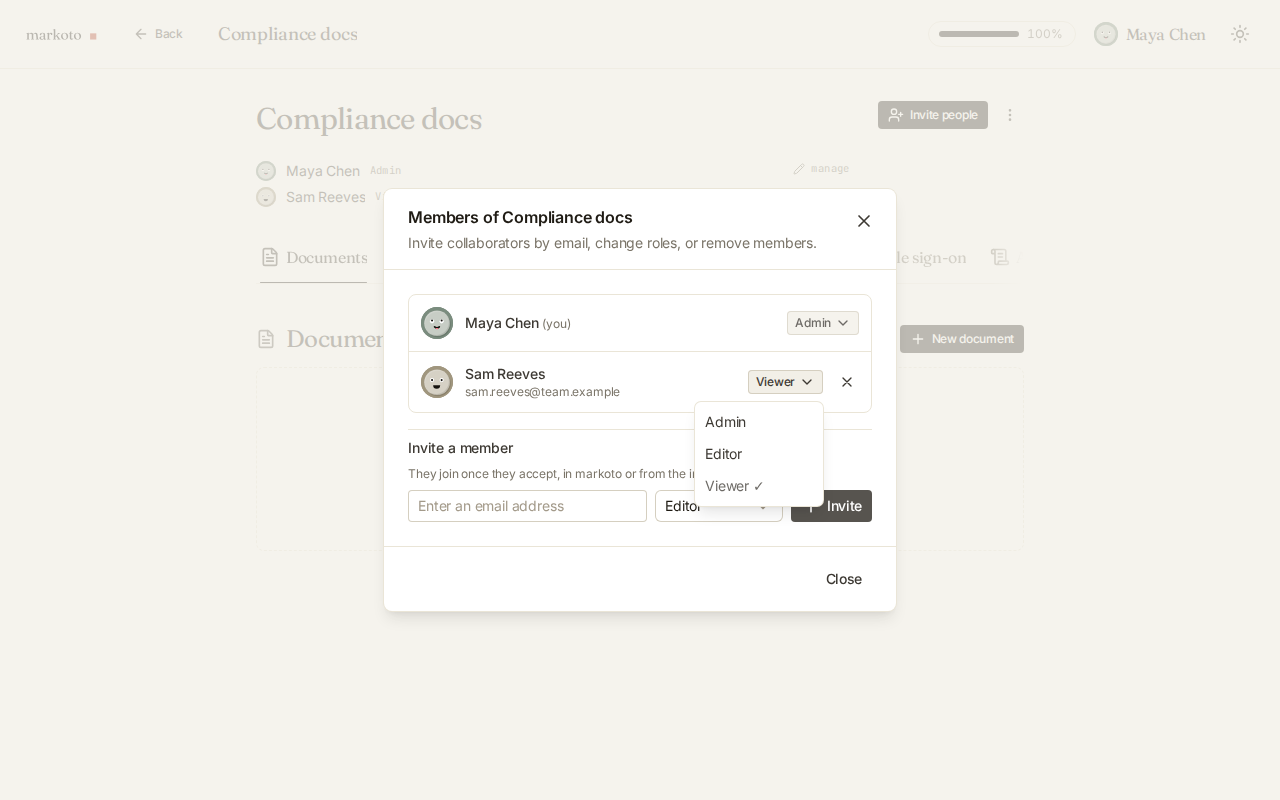 markoto
Back
Compliance docs
100%
Maya Chen
Compliance docs
Invite people
Maya Chen Admin
manage
Sam Reeves
Members of Compliance docs
Invite collaborators by email, change roles, or remove members.
Documents
le sign-on
Maya Chen (you)
Admin
Sam Reeves
sam.reeves@team.example
Viewer
Admin
Editor
Viewer ✓
New document
Invite a member
They join once they accept, in markoto or from the
Enter an email address
Editor
Invite
Close